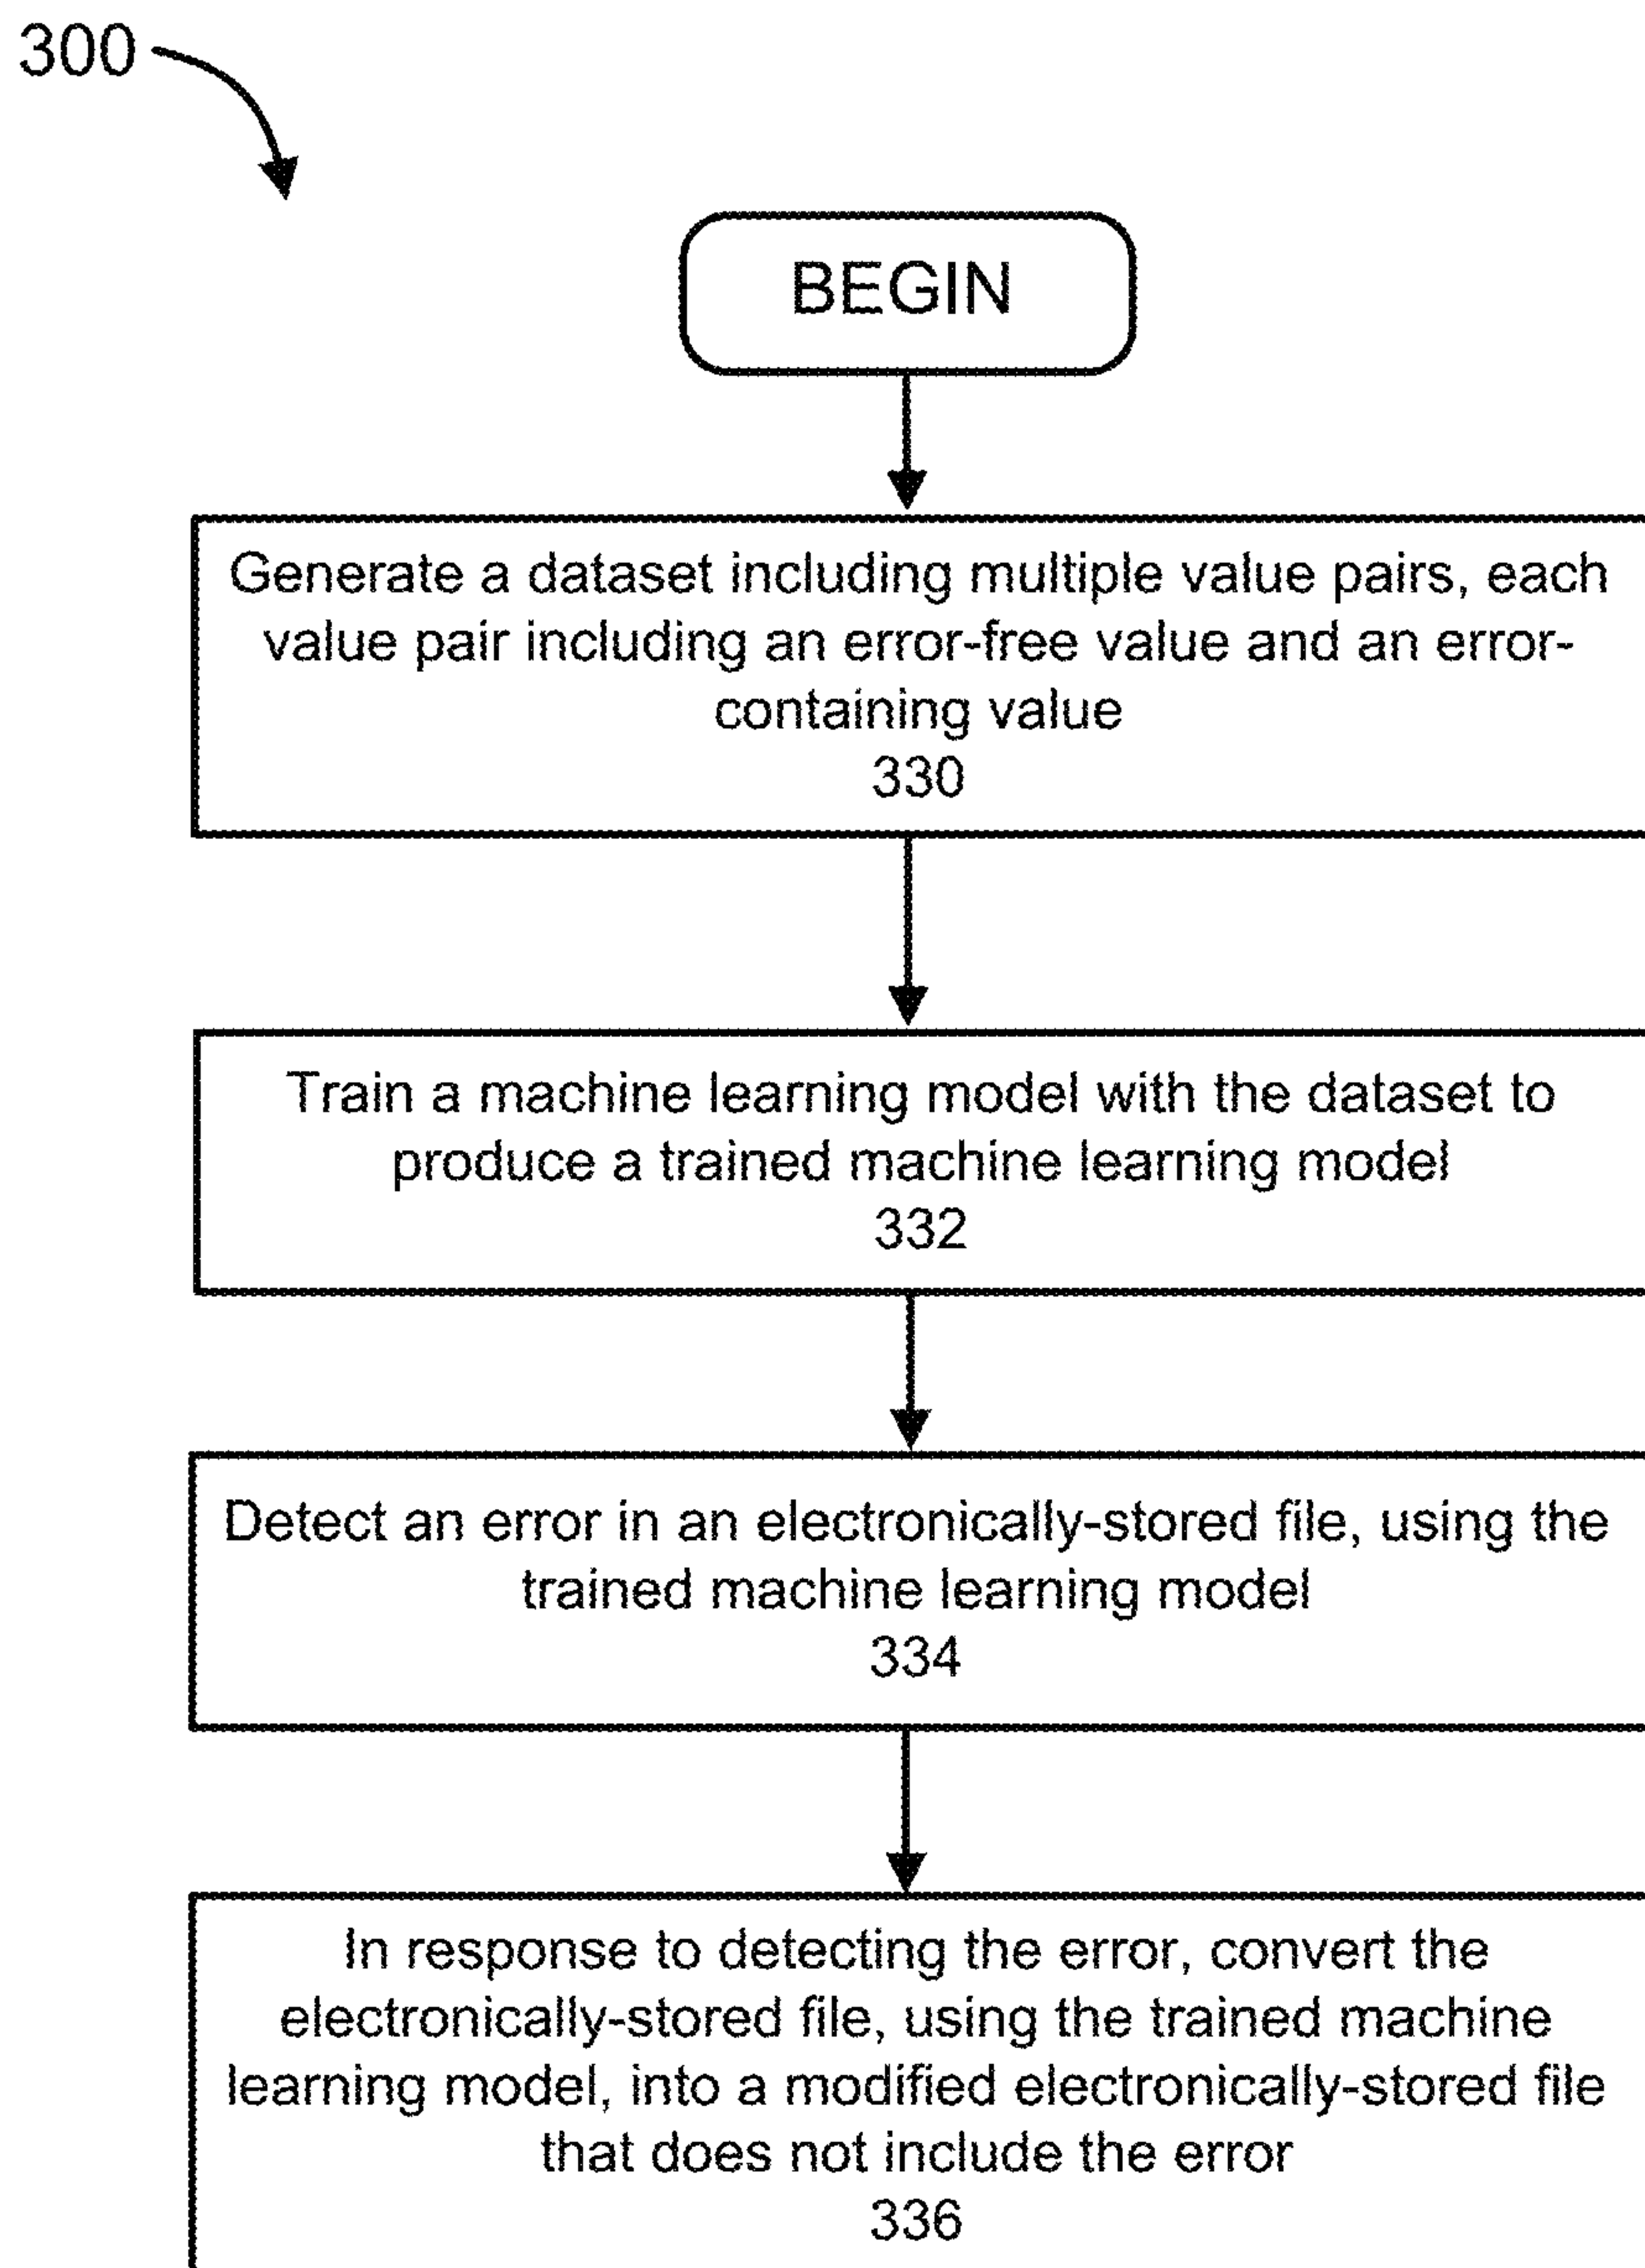 300
BEGIN
Generate a dataset including multiple value pairs, each
value pair including an error-free value and an error-
containing value
330
Train a machine learning model with the dataset to
produce a trained machine learning model
332
Detect an error in an electronically-stored file, using the
trained machine learning model
334
In response to detecting the error, convert the
electronically-stored file, using the trained machine
learning model, into a modified electronically-stored file
that does not include the error
336